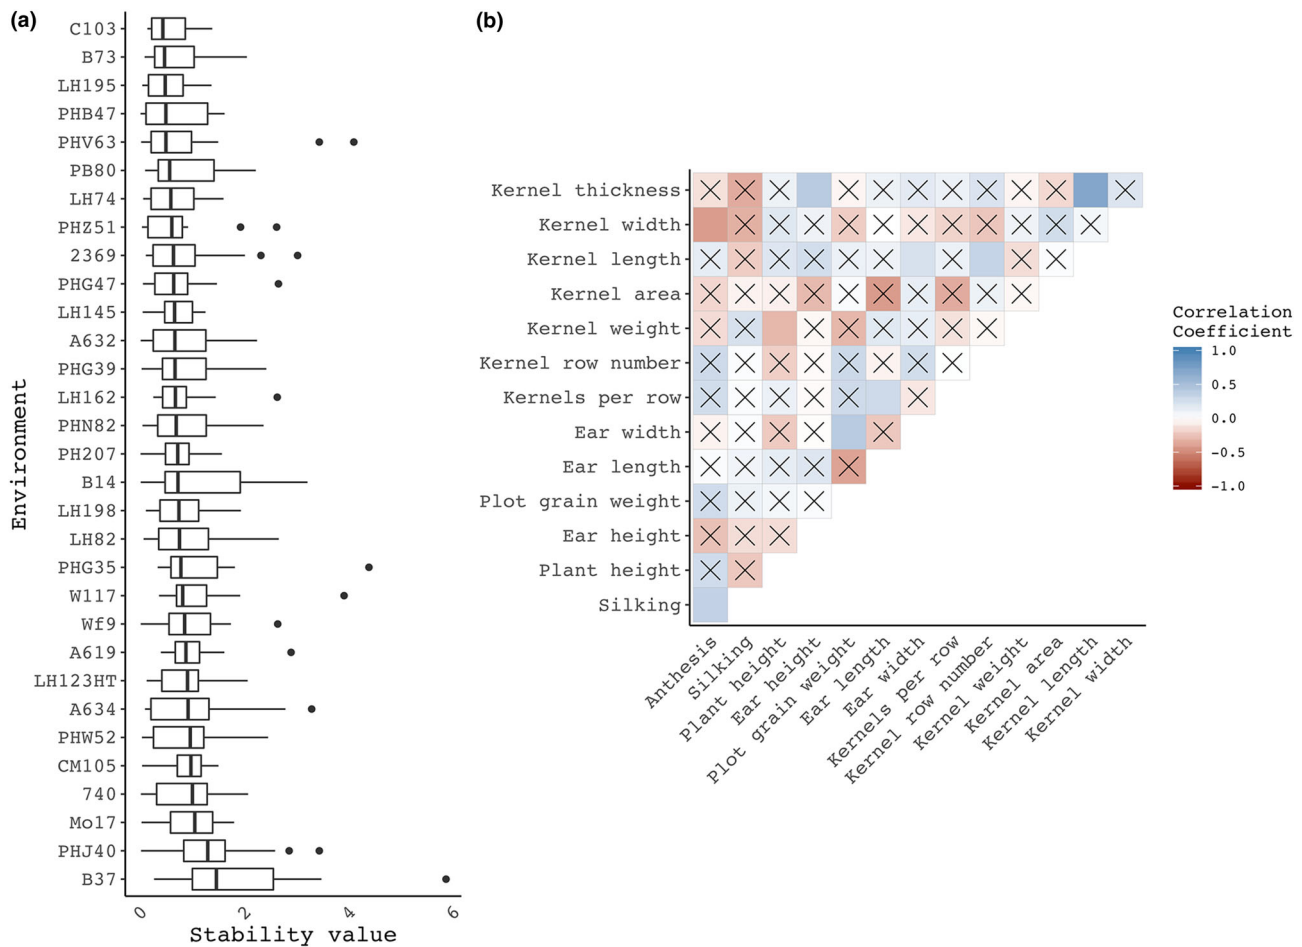 (a)
Environment
C103
B73
LH195
PHB47
PHV63
PB80
LH74
PHZ51
2369
PHG47
LH145
A632
PHG39
LH162
PHN82
PH207
B14
LH198
LH82
PHG35
W117
Wf9
A619
LH123HT
A634
PHW52
CM105
740
Mo17
PHJ40
B37
0 2 4 6
Stability value
(b)
Kernel thickness
Kernel width
Kernel length
Kernel area
Kernel weight
Kernel row number
Kernels per row
Ear width
Ear length
Plot grain weight
Ear height
Plant height
Silking
Anthesis
Silking
Plant height
Ear height
Plot grain weight
Ear length
Ear width
Kernels per row
Kernel row number
Kernel weight
Kernel area
Kernel length
Kernel width
Correlation
Coefficient
1.0
0.5
0.0
-0.5
-1.0